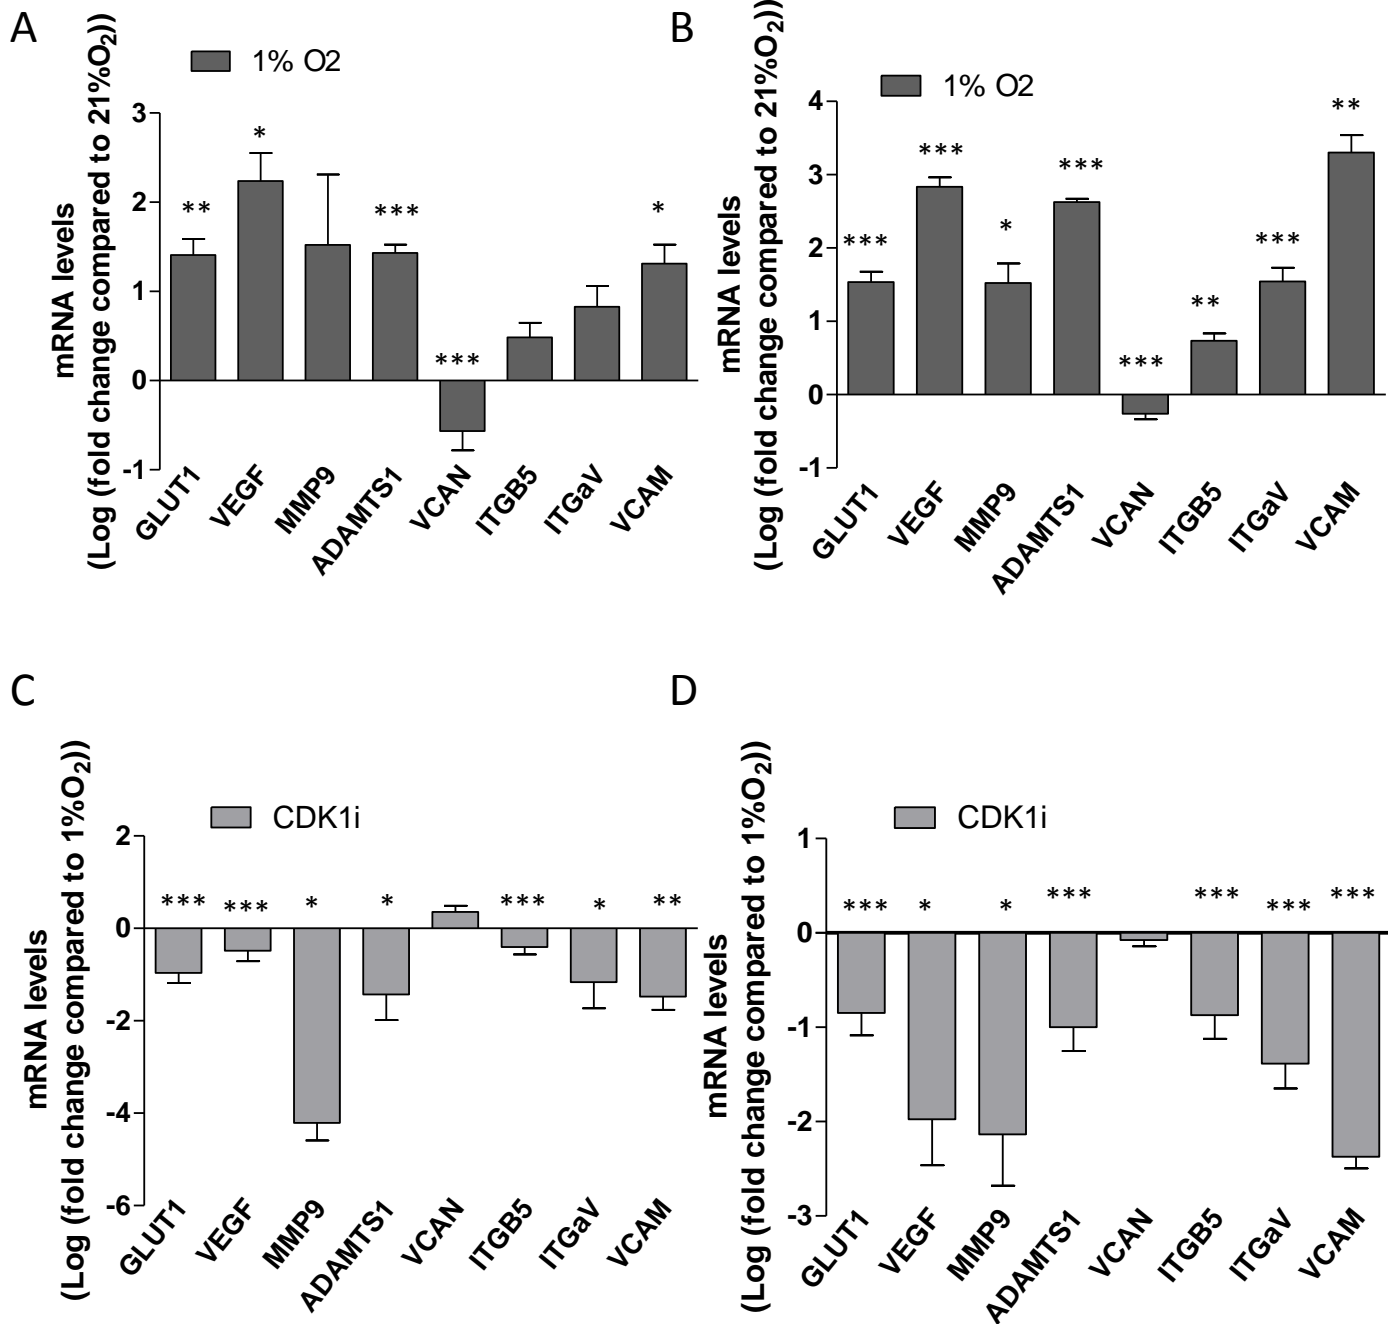 A
mRNA levels
(Log (fold change compared to 21%O2))
1% O2
3
2
1
0
-1
**
*
***
***
*
GLUT1
VEGF
MMP9
ADAMTS1
VCAN
ITGB5
ITGaV
VCAM
B
mRNA levels
(Log (fold change compared to 21%O2))
1% O2
4
3
2
1
0
-1
***
***
*
***
***
**
***
**
GLUT1
VEGF
MMP9
ADAMTS1
VCAN
ITGB5
ITGaV
VCAM
C
mRNA levels
(Log (fold change compared to 1%O2))
CDK1i
2
0
-2
-4
-6
***
***
*
*
***
*
**
GLUT1
VEGF
MMP9
ADAMTS1
VCAN
ITGB5
ITGaV
VCAM
D
mRNA levels
(Log (fold change compared to 1%O2))
CDK1i
1
0
-1
-2
-3
***
*
*
***
***
***
***
GLUT1
VEGF
MMP9
ADAMTS1
VCAN
ITGB5
ITGaV
VCAM